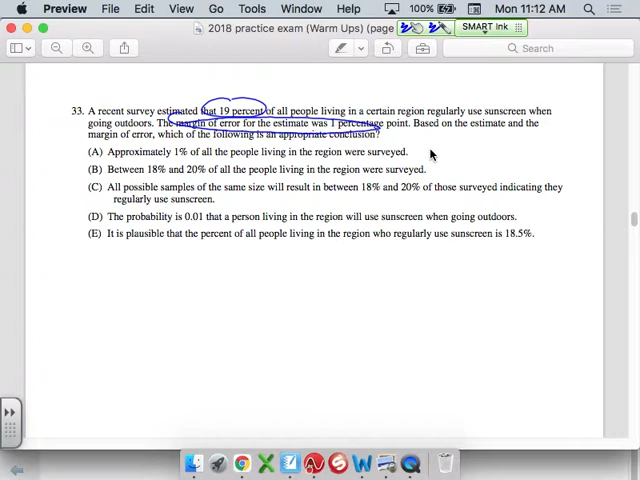 Preview File Edit View Go Tools Window Help 100% Mon 11:12 AM
2018 practice exam (Warm Ups) (page
SMART Ink
Search
33. A recent survey estimated that 19 percent of all people living in a certain region regularly use sunscreen when
going outdoors. The margin of error for the estimate was 1 percentage point. Based on the estimate and the
margin of error, which of the following is an appropriate conclusion?
(A) Approximately 1% of all the people living in the region were surveyed.
(B) Between 18% and 20% of all the people living in the region were surveyed.
(C) All possible samples of the same size will result in between 18% and 20% of those surveyed indicating they
regularly use sunscreen.
(D) The probability is 0.01 that a person living in the region will use sunscreen when going outdoors.
(E) It is plausible that the percent of all people living in the region who regularly use sunscreen is 18.5%.